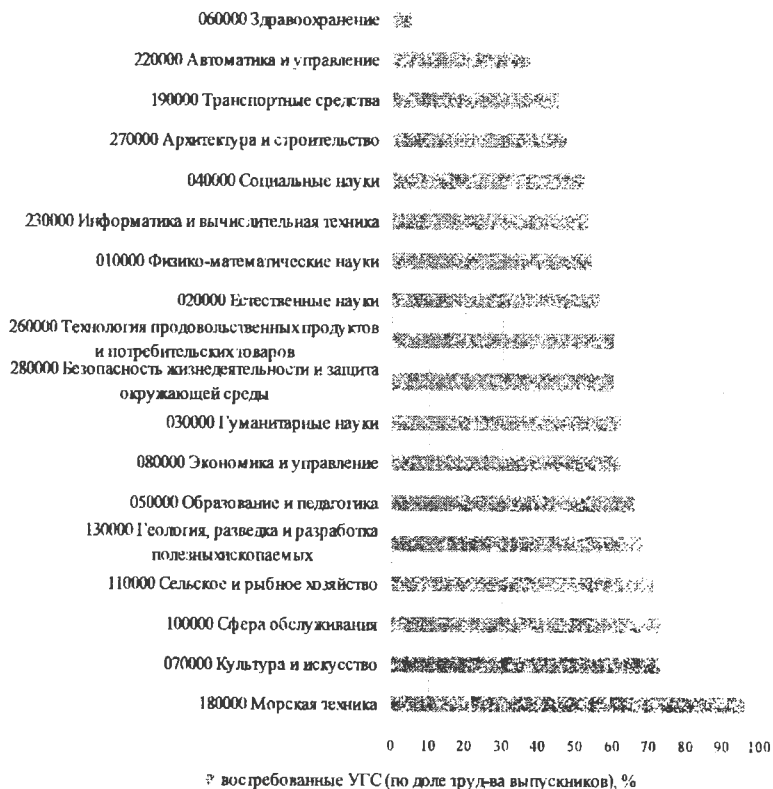 060000 Здравоохранение
220000 Автоматика и управление
190000 Транспортные средства
270000 Архитектура и строительство
040000 Социальные науки
230000 Информатика и вычислительная техника
010000 Физико-математические науки
020000 Естественные науки
260000 Технология продовольственных продуктов
и потребительских товаров
280000 Безопасность жизнедеятельности и защита
окружающей среды
030000 Гуманитарные науки
080000 Экономика и управление
050000 Образование и педагогика
130000 Геология, разведка и разработка
полезныхископаемых
110000 Сельское и рыбное хозяйство
100000 Сфера обслуживания
070000 Культура и искусство
180000 Морская техника
0 10 20 30 40 50 60 70 80 90 100
востребованные УГС (по доле труд-ва выпускников), %